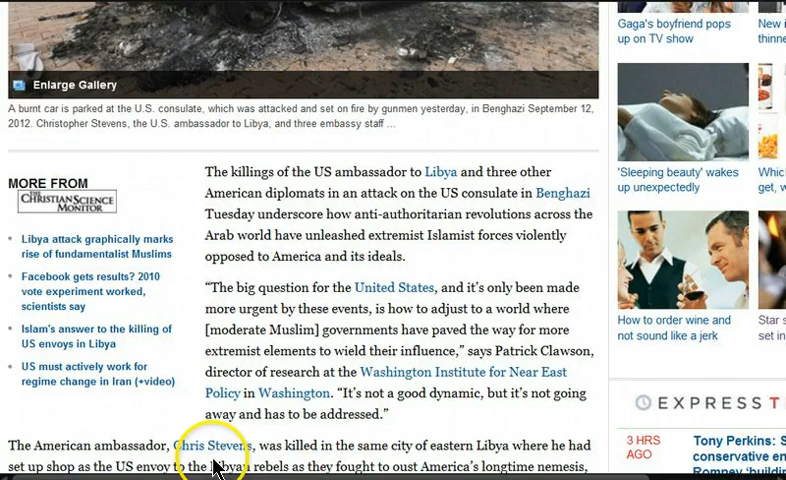 Enlarge Gallery
A burnt car is parked at the U.S. consulate, which was attacked and set on fire by gunmen yesterday, in Benghazi September 12,
2012. Christopher Stevens, the U.S. ambassador to Libya, and three embassy staff ...
MORE FROM
THE
CHRISTIAN SCIENCE
MONITOR
Libya attack graphically marks
rise of fundamentalist Muslims
Facebook gets results? 2010
vote experiment worked,
scientists say
Islam's answer to the killing of
US envoys in Libya
US must actively work for
regime change in Iran (+video)
The killings of the US ambassador to Libya and three other
American diplomats in an attack on the US consulate in Benghazi
Tuesday underscore how anti-authoritarian revolutions across the
Arab world have unleashed extremist Islamist forces violently
opposed to America and its ideals.
“The big question for the United States, and it’s only been made
more urgent by these events, is how to adjust to a world where
[moderate Muslim] governments have paved the way for more
extremist elements to wield their influence,” says Patrick Clawson,
director of research at the Washington Institute for Near East
Policy in Washington. “It’s not a good dynamic, but it’s not going
away and has to be addressed.”
The American ambassador, Chris Stevens, was killed in the same city of eastern Libya where he had
set up shop as the US envoy to the Libyan rebels as they fought to oust America’s longtime nemesis,
Gaga's boyfriend pops
up on TV show
New i
thinne
'Sleeping beauty' wakes
up unexpectedly
Whic
get, w
How to order wine and
not sound like a jerk
Star s
set in
EXPRESS T
3 HRS
AGO
Tony Perkins: S
conservative en
Romney 'building